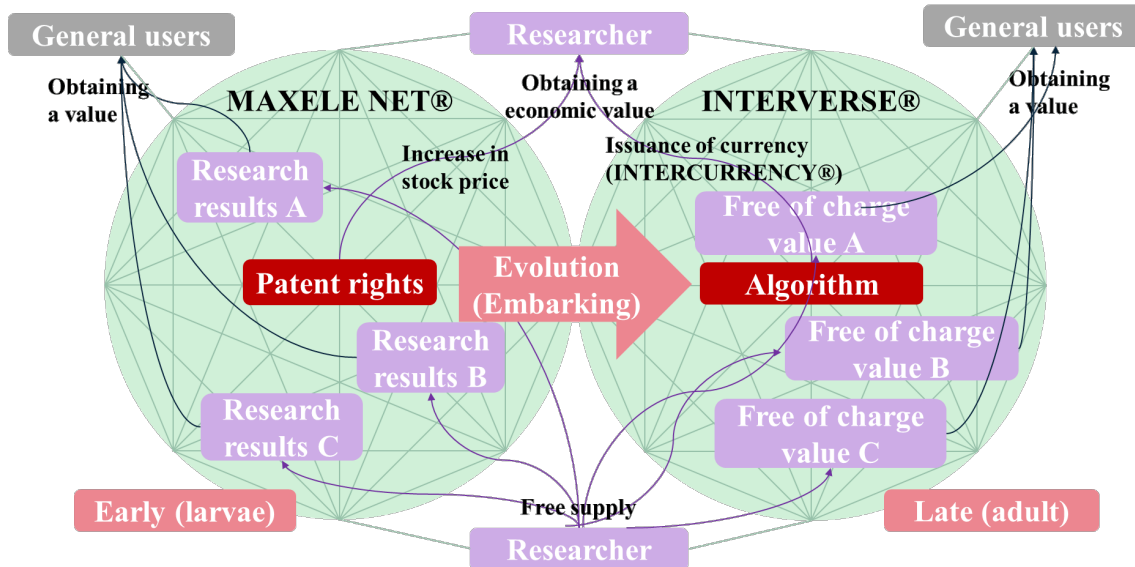 General users
Researcher
General users
Obtaining
a value
MAXELE NET®
Obtaining a
economic value
INTERVERSE®
Obtaining
a value
Increase in
stock price
Issuance of currency
(INTERCURRENCY®)
Research
results A
Free of charge
value A
Patent rights
Evolution
(Embarking)
Algorithm
Research
results B
Free of charge
value B
Research
results C
Free of charge
value C
Early (larvae)
Free supply
Late (adult)
Researcher